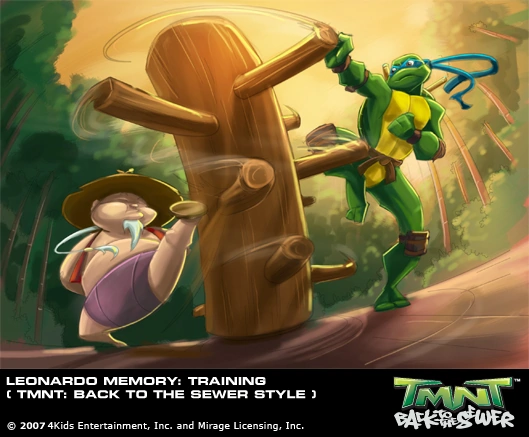 LEONARDO MEMORY: TRAINING
( TMNT: BACK TO THE SEWER STYLE )
© 2007 4Kids Entertainment, Inc. and Mirage Licensing, Inc.
TMNT™
BACK TO THE SEWER